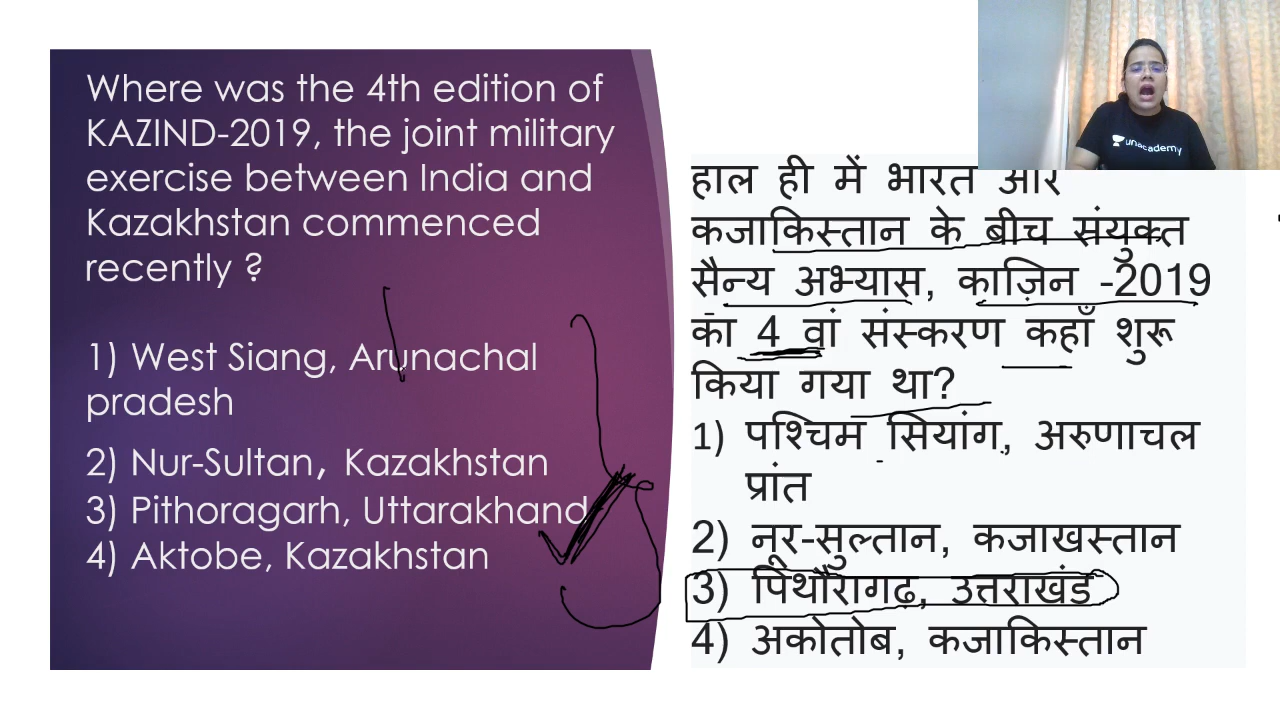 Where was the 4th edition of
KAZIND-2019, the joint military
exercise between India and
Kazakhstan commenced
recently ?
1) West Siang, Arunachal
pradesh
2) Nur-Sultan, Kazakhstan
3) Pithoragarh, Uttarakhand
4) Aktobe, Kazakhstan
unacademy
हाल ही में भारत और
कजाकिस्तान के बीच संयुक्त
सैन्य अभ्यास, काज़िन -2019
का 4 वां संस्करण कहाँ शुरू
किया गया था?
1) पश्चिम सियांग, अरुणाचल
प्रांत
2) नूर-सुल्तान, कजाखस्तान
3) पिथौरागढ़, उत्तराखंड
4) अकोतोब, कजाकिस्तान